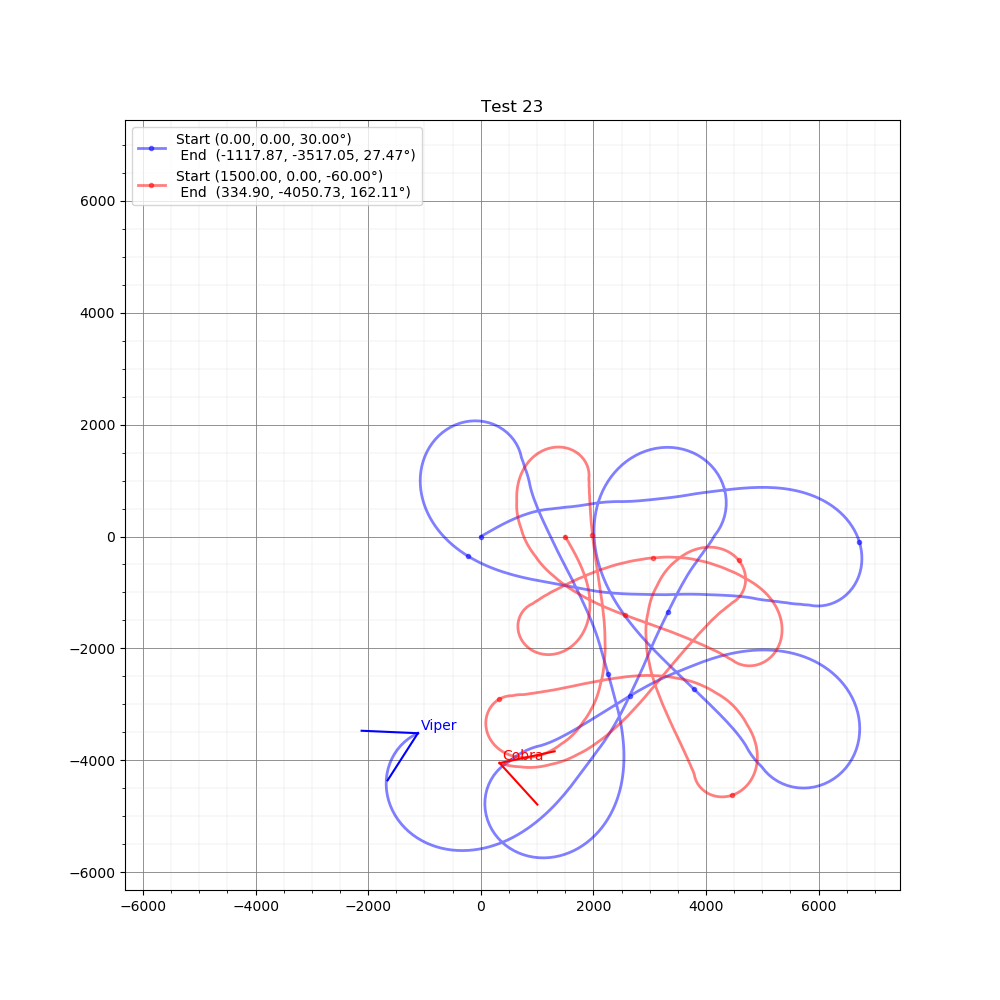 Test 23
Start (0.00, 0.00, 30.00°)
End (-1117.87, -3517.05, 27.47°)
Start (1500.00, 0.00, -60.00°)
End (334.90, -4050.73, 162.11°)
6000
4000
2000
0
−2000
−4000
−6000
Viper
Cobra
−6000 −4000 −2000 0 2000 4000 6000